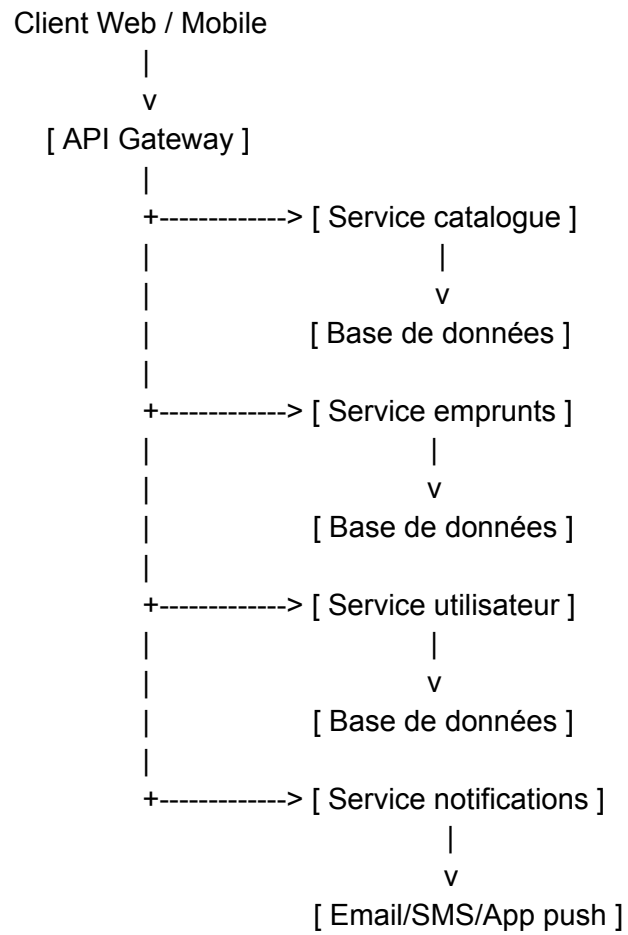 Client Web / Mobile
|
v
[ API Gateway ]
|
+-------------> [ Service catalogue ]
| |
| v
| [ Base de données ]
|
+-------------> [ Service emprunts ]
| |
| v
| [ Base de données ]
|
+-------------> [ Service utilisateur ]
| |
| v
| [ Base de données ]
|
+-------------> [ Service notifications ]
|
v
[ Email/SMS/App push ]